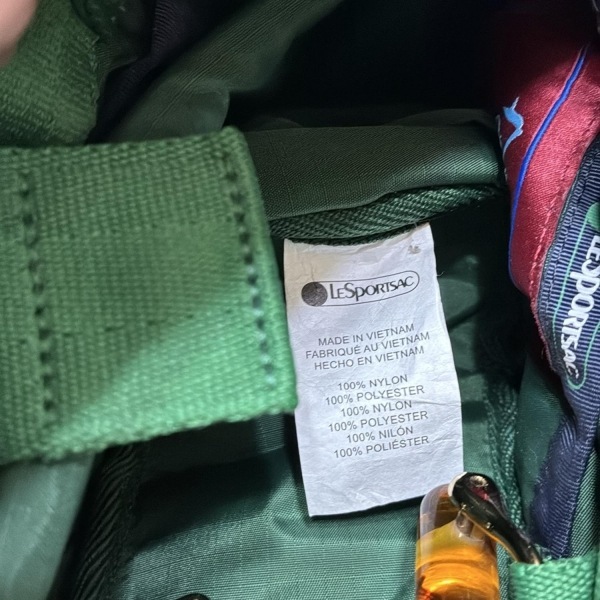 LESPORTSAC
MADE IN VIETNAM
FABRIQUÉ AU VIETNAM
HECHO EN VIETNAM
100% NYLON
100% POLYESTER
100% NYLON
100% POLYESTER
100% NILÓN
100% POLIÉSTER
LESPORTSAC